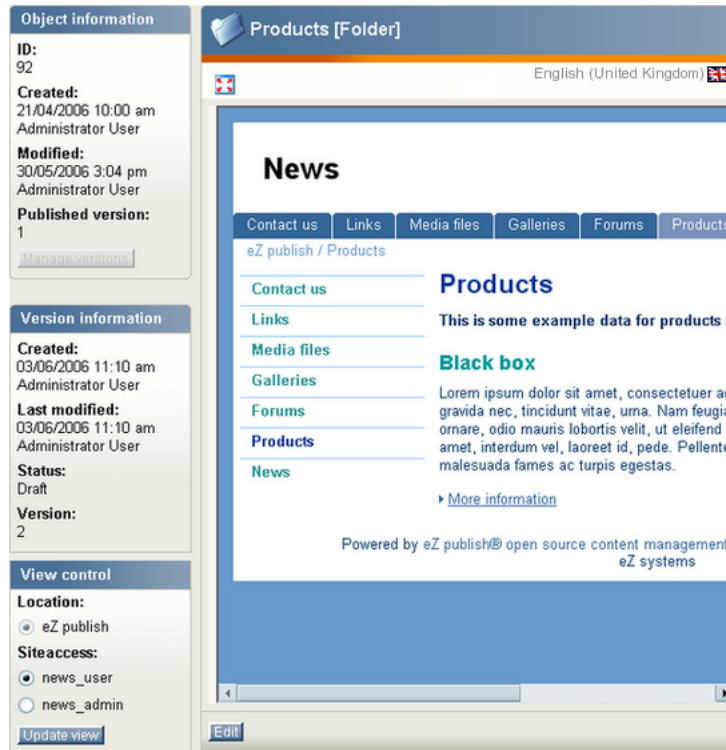 Object information
ID:
92
Created:
21/04/2006 10:00 am
Administrator User
Modified:
30/05/2006 3:04 pm
Administrator User
Published version:
1
Manage versions
Version information
Created:
03/06/2006 11:10 am
Administrator User
Last modified:
03/06/2006 11:10 am
Administrator User
Status:
Draft
Version:
2
View control
Location:
eZ publish
Siteaccess:
news_user
news_admin
Update view
Products [Folder]
English (United Kingdom)
News
Contact us Links Media files Galleries Forums Products
eZ publish / Products
Contact us
Links
Media files
Galleries
Forums
Products
News
Products
This is some example data for products
Black box
Lorem ipsum dolor sit amet, consectetuer
gravida nec, tincidunt vitae, urna. Nam
ornare, odio mauris lobortis velit, ut eleifend
amet, interdum vel, laoreet id, pede.
malesuada fames ac turpis egestas.
More information
Powered by eZ publish® open source content management
eZ systems
Edit